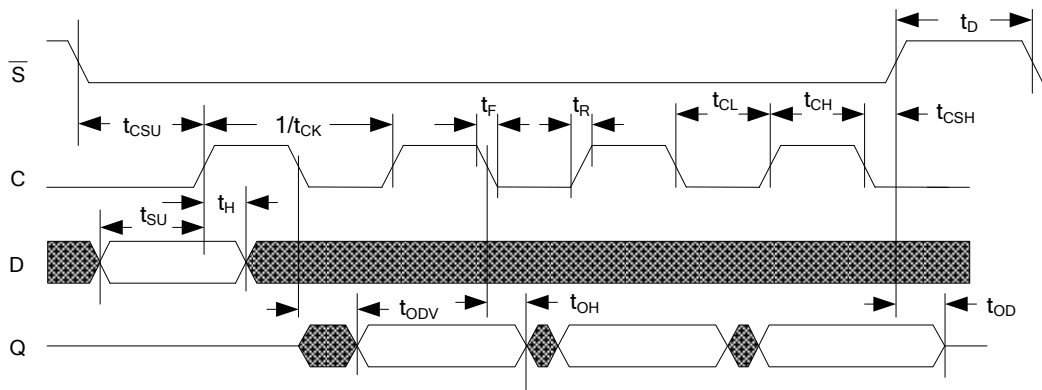 tD
S
tF
tR
tCL
tCH
tCSU
1/tCK
tCSH
C
tSU
tH
D
tODV
tOH
tOD
Q